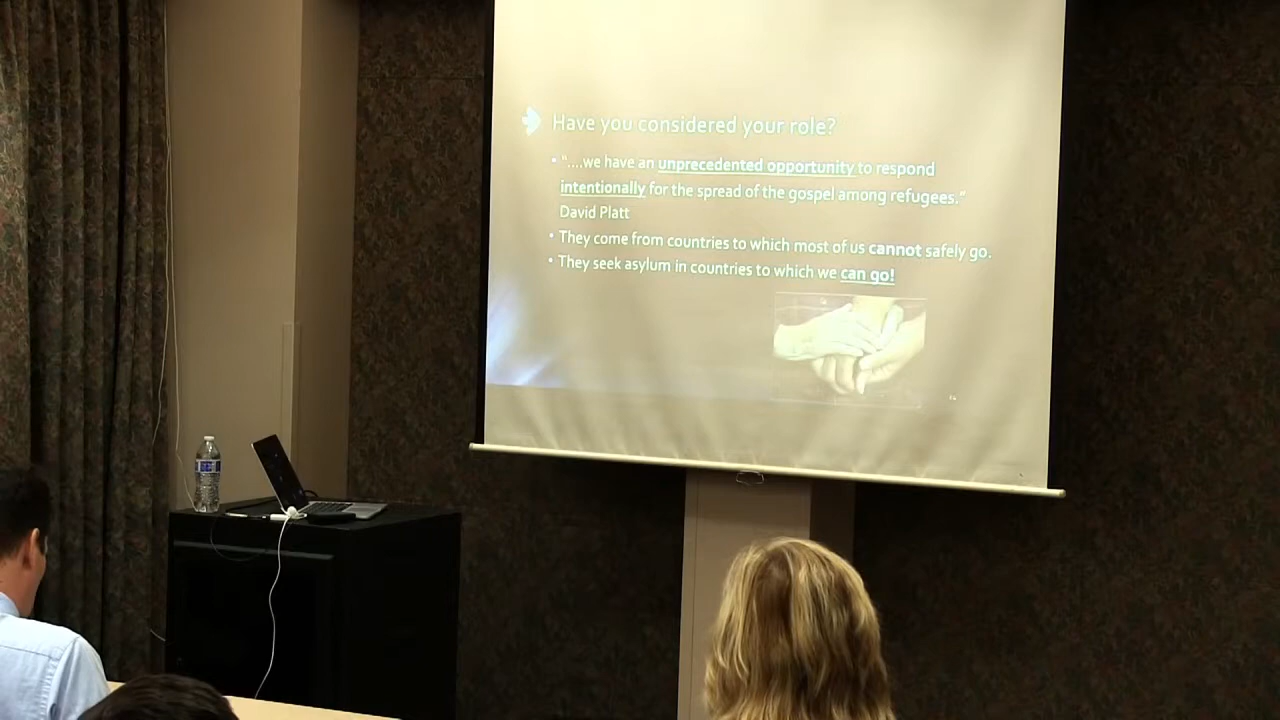 Have you considered your role?
• "....we have an unprecedented opportunity to respond
intentionally for the spread of the gospel among refugees."
David Platt
• They come from countries to which most of us cannot safely go.
• They seek asylum in countries to which we can go!